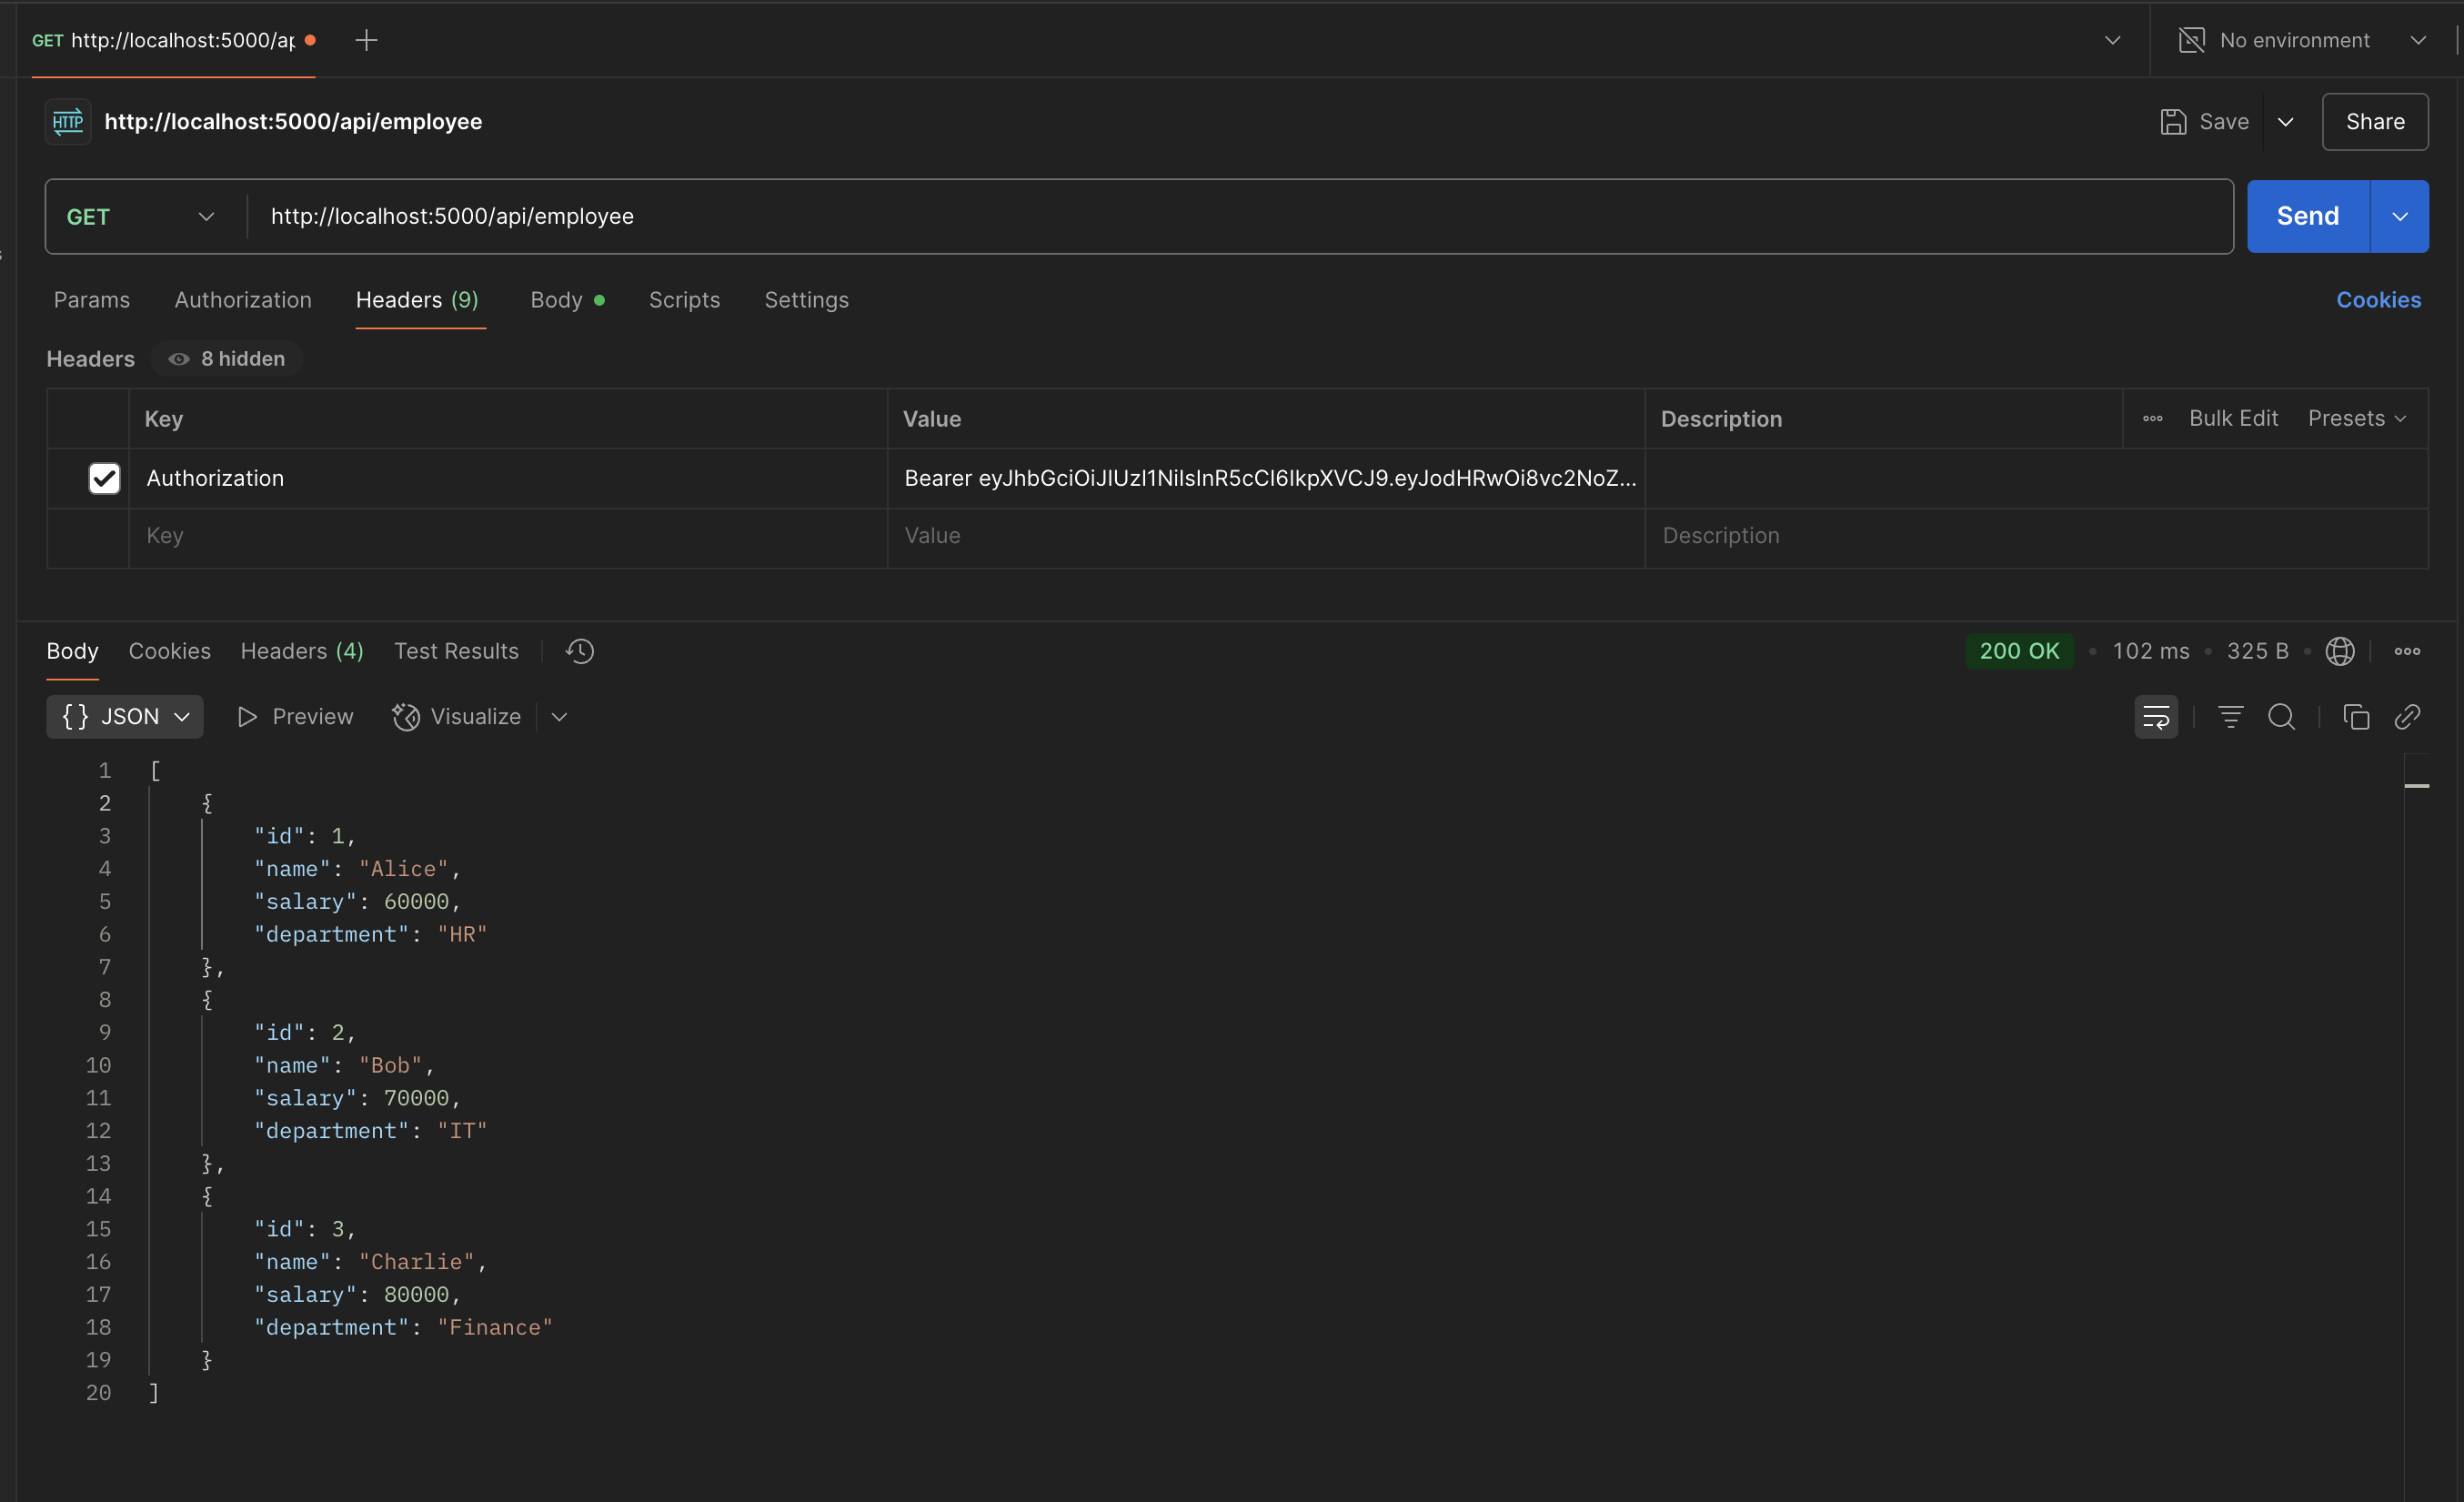 GET http://localhost:5000/ap
No environment
HTTP http://localhost:5000/api/employee
Save
Share
GET http://localhost:5000/api/employee
Send
Params Authorization Headers (9) Body Scripts Settings Cookies
Headers 8 hidden
Key Value Description Bulk Edit Presets
Authorization Bearer eyJhbGciOiJIUzI1NiIsInR5cCI6IkpXVCJ9.eyJodHRwOi8vc2NoZ...
Key Value Description
Body Cookies Headers (4) Test Results 200 OK 102 ms 325 B
{} JSON Preview Visualize
1 [
2 {
3 "id": 1,
4 "name": "Alice",
5 "salary": 60000,
6 "department": "HR"
7 },
8 {
9 "id": 2,
10 "name": "Bob",
11 "salary": 70000,
12 "department": "IT"
13 },
14 {
15 "id": 3,
16 "name": "Charlie",
17 "salary": 80000,
18 "department": "Finance"
19 }
20 ]